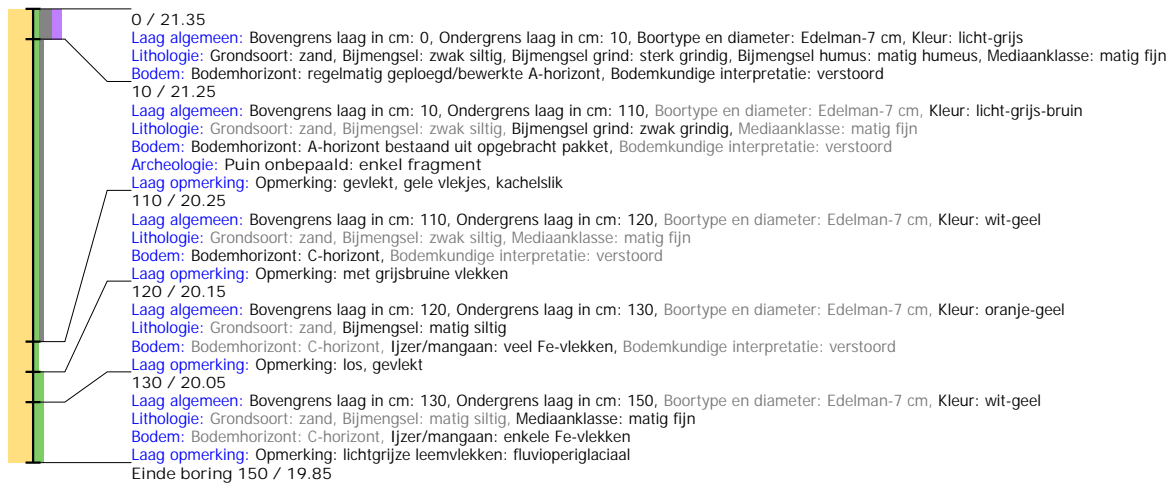 0 / 21.35
Laag algemeen: Bovengrens laag in cm: 0, Ondergrens laag in cm: 10, Boortype en diameter: Edelman-7 cm, Kleur: licht-grijs
Lithologie: Grondsoort: zand, Bijmengsel: zwak siltig, Bijmengsel grind: sterk grindig, Bijmengsel humus: matig humeus, Mediaanklasse: matig fijn
Bodem: Bodemhorizont: regelmatig geploegd/bewerkte A-horizont, Bodemkundige interpretatie: verstoord
10 / 21.25
Laag algemeen: Bovengrens laag in cm: 10, Ondergrens laag in cm: 110, Boortype en diameter: Edelman-7 cm, Kleur: licht-grijs-bruin
Lithologie: Grondsoort: zand, Bijmengsel: zwak siltig, Bijmengsel grind: zwak grindig, Mediaanklasse: matig fijn
Bodem: Bodemhorizont: A-horizont bestaand uit opgebracht pakket, Bodemkundige interpretatie: verstoord
Archeologie: Puin onbepaald: enkel fragment
Laag opmerking: Opmerking: gevlekt, gele vlekjes, kachelslik
110 / 20.25
Laag algemeen: Bovengrens laag in cm: 110, Ondergrens laag in cm: 120, Boortype en diameter: Edelman-7 cm, Kleur: wit-geel
Lithologie: Grondsoort: zand, Bijmengsel: zwak siltig, Mediaanklasse: matig fijn
Bodem: Bodemhorizont: C-horizont, Bodemkundige interpretatie: verstoord
Laag opmerking: Opmerking: met grijsbruine vlekken
120 / 20.15
Laag algemeen: Bovengrens laag in cm: 120, Ondergrens laag in cm: 130, Boortype en diameter: Edelman-7 cm, Kleur: oranje-geel
Lithologie: Grondsoort: zand, Bijmengsel: matig siltig
Bodem: Bodemhorizont: C-horizont, Ijzer/mangaan: veel Fe-vlekken, Bodemkundige interpretatie: verstoord
Laag opmerking: Opmerking: los, gevlekt
130 / 20.05
Laag algemeen: Bovengrens laag in cm: 130, Ondergrens laag in cm: 150, Boortype en diameter: Edelman-7 cm, Kleur: wit-geel
Lithologie: Grondsoort: zand, Bijmengsel: matig siltig, Mediaanklasse: matig fijn
Bodem: Bodemhorizont: C-horizont, Ijzer/mangaan: enkele Fe-vlekken
Laag opmerking: Opmerking: lichtgrijze leemvlekken: fluvioperiglaciaal
Einde boring 150 / 19.85